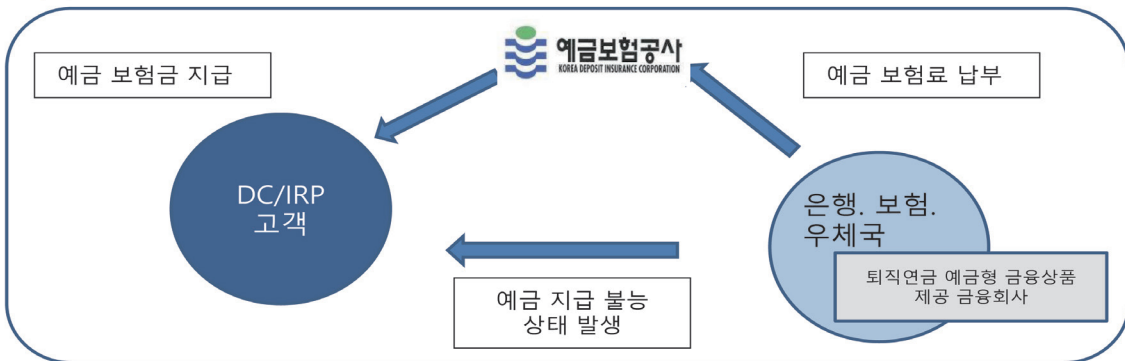 예금보험공사
KOREA DEPOSIT INSURANCE CORPORATION
예금 보험금 지급
예금 보험료 납부
DC/IRP
고객
은행. 보험.
우체국
퇴직연금 예금형 금융상품
제공 금융회사
예금 지급 불능
상태 발생